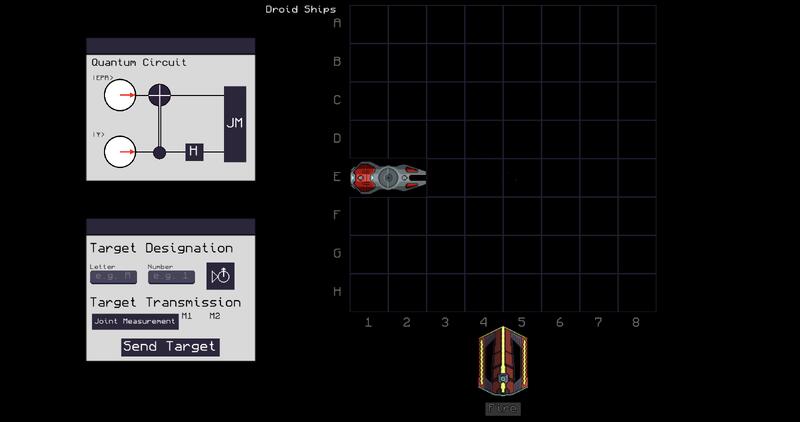 Droid Ships
Quantum Circuit
|EPR>
|Ψ>
H
JM
Target Designation
Letter Number
e.g. A e.g. 1
Target Transmission
Joint Measurement M1 M2
Send Target
A
B
C
D
E
F
G
H
1 2 3 4 5 6 7 8
Fire